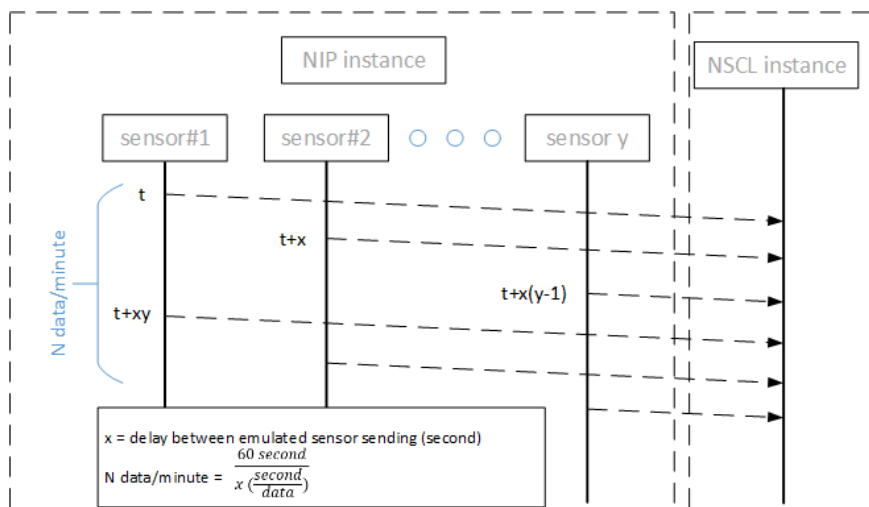 NIP instance
NSCL instance
sensor#1
sensor#2
sensor y
t
t+x
t+x(y-1)
t+xy
N data/minute
x = delay between emulated sensor sending (second)
N data/minute = 60 second
x (second
data)